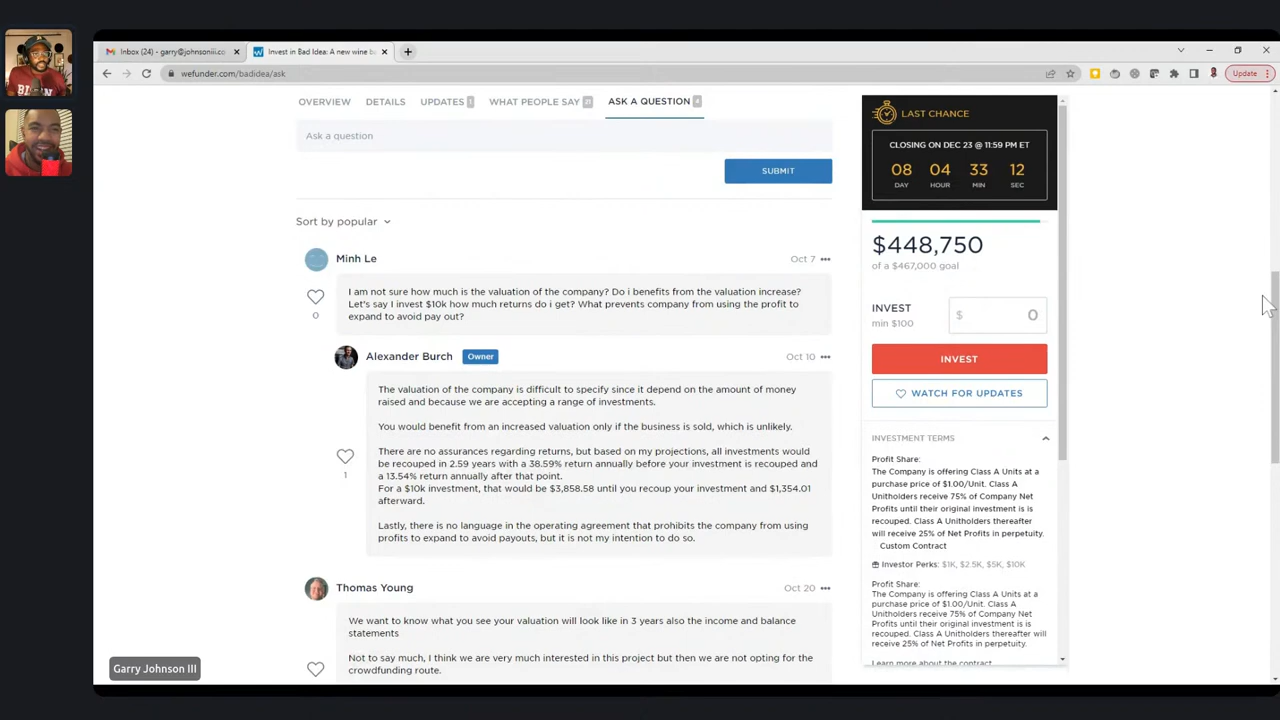 Inbox (24) - garry@johnsoniii.co
Invest in Bad Idea: A new wine b
wefunder.com/badidea/ask
Update
OVERVIEW
DETAILS
UPDATES 1
WHAT PEOPLE SAY 21
ASK A QUESTION 4
Ask a question
SUBMIT
Sort by popular
Minh Le
Oct 7
I am not sure how much is the valuation of the company? Do i benefits from the valuation increase?
Let's say I invest $10k how much returns do i get? What prevents company from using the profit to
expand to avoid pay out?
0
Alexander Burch
Owner
Oct 10
The valuation of the company is difficult to specify since it depend on the amount of money
raised and because we are accepting a range of investments.
You would benefit from an increased valuation only if the business is sold, which is unlikely.
There are no assurances regarding returns, but based on my projections, all investments would
be recouped in 2.59 years with a 38.59% return annually before your investment is recouped and
a 13.54% return annually after that point.
For a $10k investment, that would be $3,858.58 until you recoup your investment and $1,354.01
afterward.
Lastly, there is no language in the operating agreement that prohibits the company from using
profits to expand to avoid payouts, but it is not my intention to do so.
1
Thomas Young
Oct 20
We want to know what you see your valuation will look like in 3 years also the income and balance
statements
Not to say much, I think we are very much interested in this project but then we are not opting for the
crowdfunding route.
LAST CHANCE
CLOSING ON DEC 23 @ 11:59 PM ET
08 04 33 12
DAY HOUR MIN SEC
$448,750
of a $467,000 goal
INVEST
min $100
$ 0
INVEST
WATCH FOR UPDATES
INVESTMENT TERMS
Profit Share:
The Company is offering Class A Units at a
purchase price of $1.00/Unit. Class A
Unitholders receive 75% of Company Net
Profits until their original investment is is
recouped. Class A Unitholders thereafter
will receive 25% of Net Profits in perpetuity.
Custom Contract
Investor Perks: $1K, $2.5K, $5K, $10K
Profit Share:
The Company is offering Class A Units at a
purchase price of $1.00/Unit. Class A
Unitholders receive 75% of Company Net
Profits until their original investment is is
recouped. Class A Unitholders thereafter will
receive 25% of Net Profits in perpetuity.
Learn more about the contract
Garry Johnson III